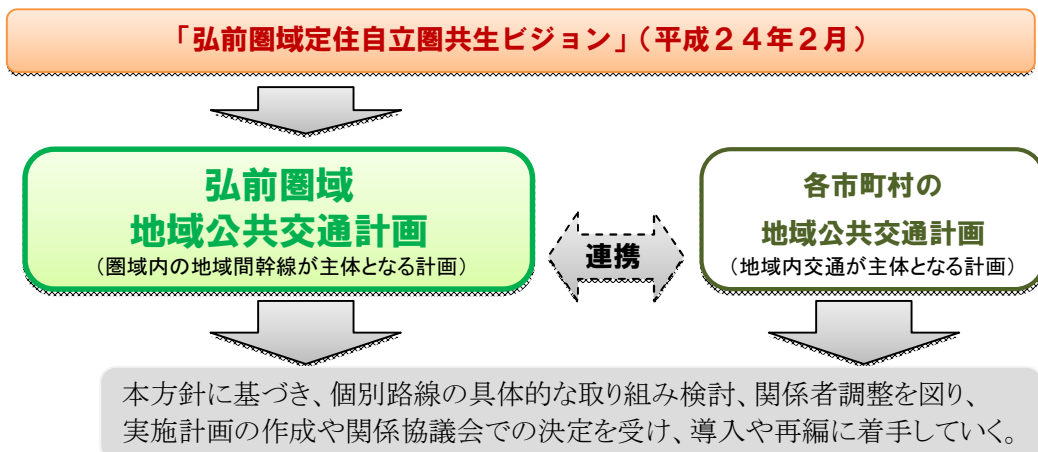 「弘前圏域定住自立圏共生ビジョン」（平成２４年２月）
弘前圏域
地域公共交通計画
（圏域内の地域間幹線が主体となる計画）
連携
各市町村の
地域公共交通計画
（地域内交通が主体となる計画）
本方針に基づき、個別路線の具体的な取り組み検討、関係者調整を図り、
実施計画の作成や関係協議会での決定を受け、導入や再編に着手していく。